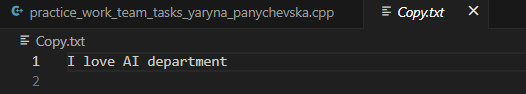 practice_work_team_tasks_yaryna_panychevska.cpp Copy.txt
Copy.txt
1 I love AI department
2